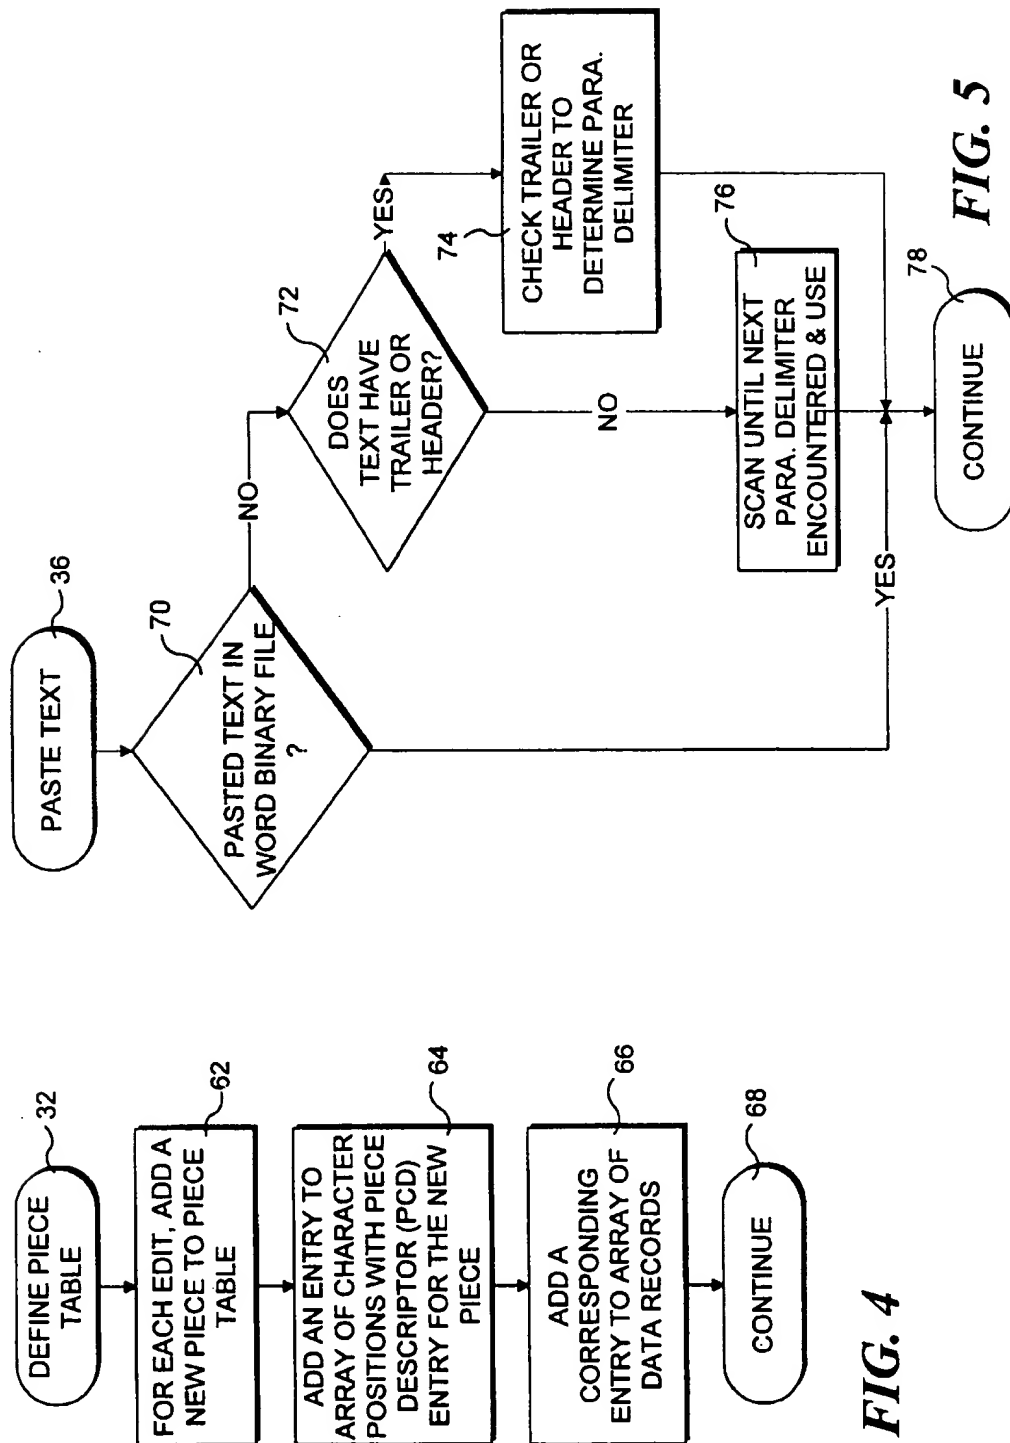 DEFINE PIECE
TABLE
32
FOR EACH EDIT, ADD A
NEW PIECE TO PIECE
TABLE
62
ADD AN ENTRY TO
ARRAY OF CHARACTER
POSITIONS WITH PIECE
DESCRIPTOR (PCD)
ENTRY FOR THE NEW
PIECE
64
ADD A
CORRESPONDING
ENTRY TO ARRAY OF
DATA RECORDS
66
CONTINUE
68
FIG. 4
PASTE TEXT
36
PASTED TEXT IN
WORD BINARY FILE
?
70
NO
YES
DOES
TEXT HAVE
TRAILER OR
HEADER?
72
YES
NO
CHECK TRAILER OR
HEADER TO
DETERMINE PARA.
DELIMITER
74
SCAN UNTIL NEXT
PARA. DELIMITER
ENCOUNTERED & USE
76
CONTINUE
78
FIG. 5